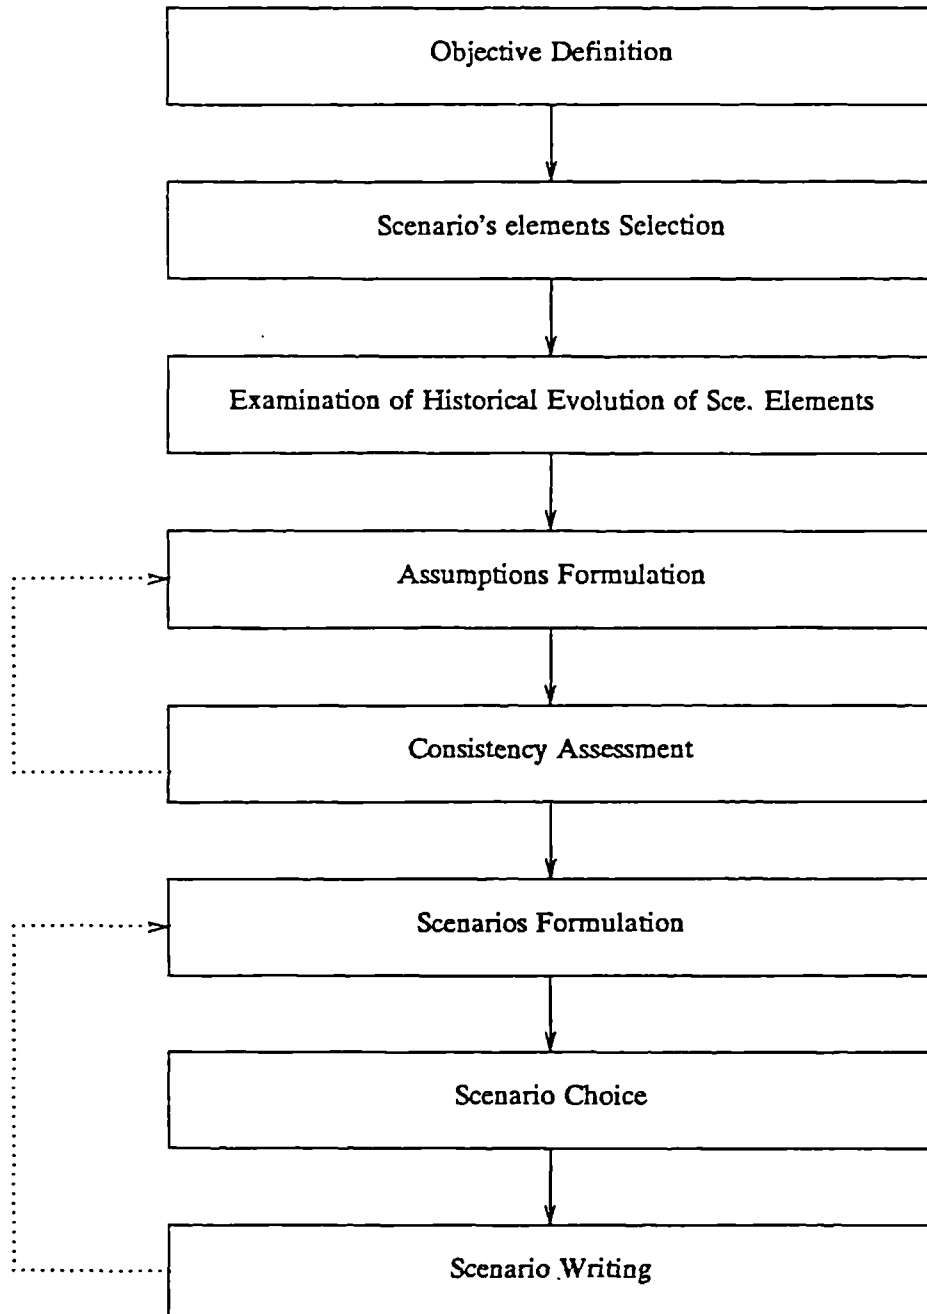 Objective Definition
Scenario's elements Selection
Examination of Historical Evolution of Sce. Elements
Assumptions Formulation
Consistency Assessment
Scenarios Formulation
Scenario Choice
Scenario Writing